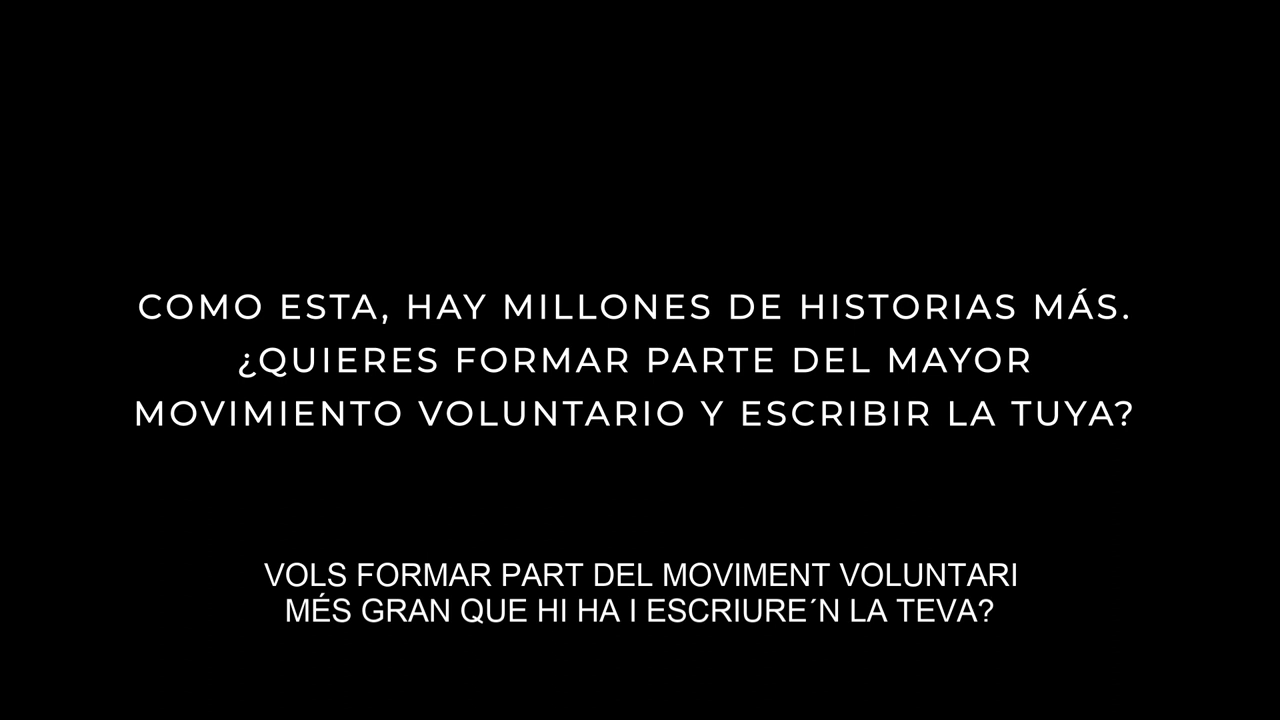 COMO ESTA, HAY MILLONES DE HISTORIAS MÁS.
¿QUIERES FORMAR PARTE DEL MAYOR
MOVIMIENTO VOLUNTARIO Y ESCRIBIR LA TUYA?
VOLS FORMAR PART DEL MOVIMENT VOLUNTARI
MÉS GRAN QUE HI HA I ESCRIURE´N LA TEVA?